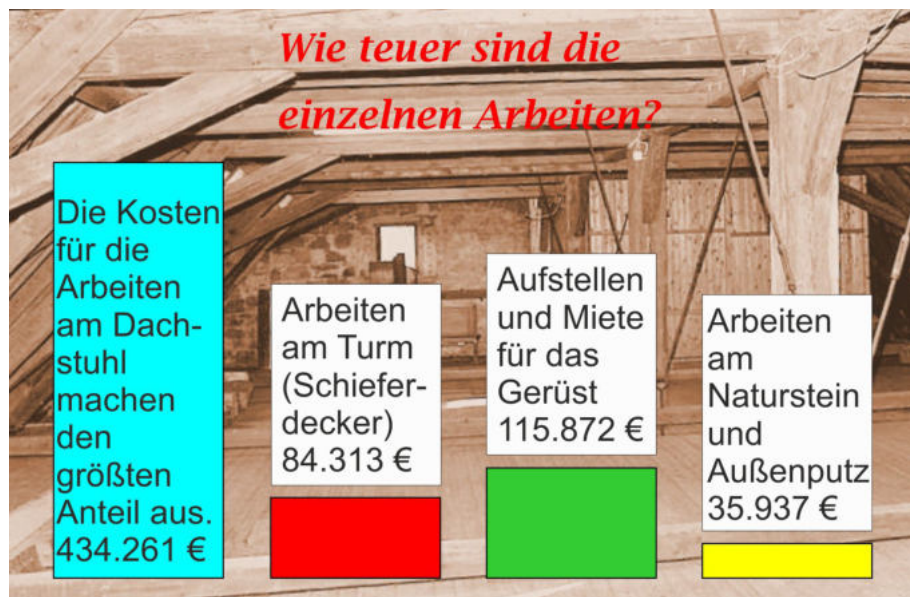 Wie teuer sind die
einzelnen Arbeiten?
Die Kosten
für die
Arbeiten
am Dach-
stuhl
machen
den
größten
Anteil aus.
434.261 €
Arbeiten
am Turm
(Schiefer-
decker)
84.313 €
Aufstellen
und Miete
für das
Gerüst
115.872 €
Arbeiten
am
Naturstein
und
Außenputz
35.937 €